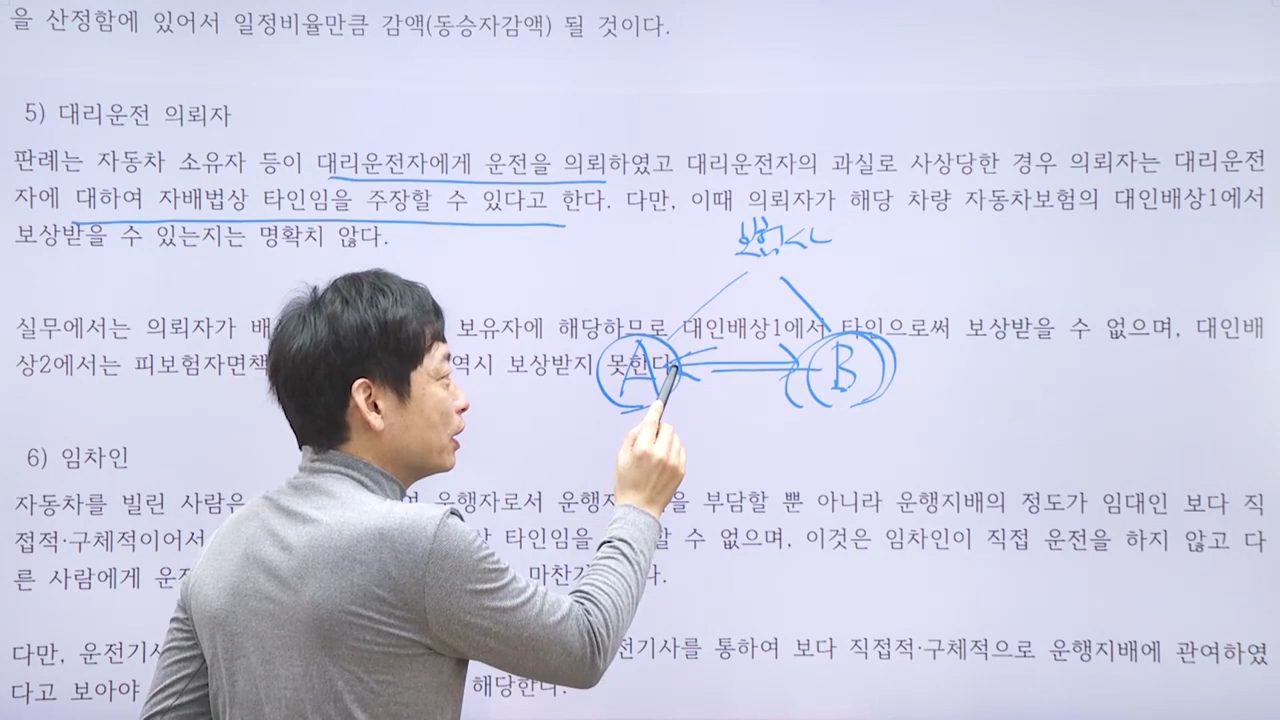 을 산정함에 있어서 일정비율만큼 감액(동승자감액) 될 것이다.
5) 대리운전 의뢰자
판례는 자동차 소유자 등이 대리운전자에게 운전을 의뢰하였고 대리운전자의 과실로 사상당한 경우 의뢰자는 대리운전
자에 대하여 자배법상 타인임을 주장할 수 있다고 한다. 다만, 이때 의뢰자가 해당 차량 자동차보험의 대인배상1에서
보상받을 수 있는지는 명확치 않다.
보험사
실무에서는 의뢰자가 보유자에 해당하므로 대인배상1에서 타인으로써 보상받을 수 없으며, 대인배
상2에서는 피보험자면책 역시 보상받지 못한다
A B
6) 임차인
자동차를 빌린 사람은 운행자로서 운행 부담할 뿐 아니라 운행지배의 정도가 임대인 보다 직
접적·구체적이어서 타인임을 수 없으며, 이것은 임차인이 직접 운전을 하지 않고 다
른 사람에게 마찬가
다만, 통하여 보다 직접적·구체적으로 운행지배에 관여하였
다고 보아야 해당한다.